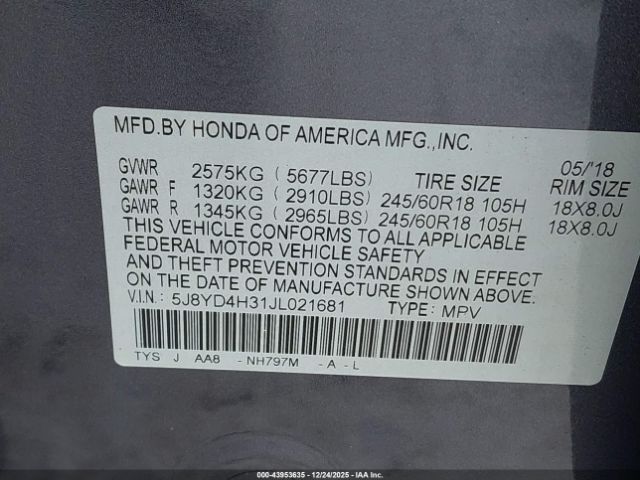 MFD.BY HONDA OF AMERICA MFG.,INC.
05/'18
GVWR 2575KG ( 5677LBS) TIRE SIZE RIM SIZE
GAWR F 1320KG ( 2910LBS) 245/60R18 105H 18X8.0J
GAWR R 1345KG ( 2965LBS) 245/60R18 105H 18X8.0J
THIS VEHICLE CONFORMS TO ALL APPLICABLE
FEDERAL MOTOR VEHICLE SAFETY
AND THEFT PREVENTION STANDARDS IN EFFECT
ON THE DATE OF MANUFACTURE SHOWN ABOVE.
V.I.N.: 5J8YD4H31JL021681 TYPE: MPV
TYS J AA8 - NH797M - A - L
000-43953635 - 12/24/2025 - IAA Inc.